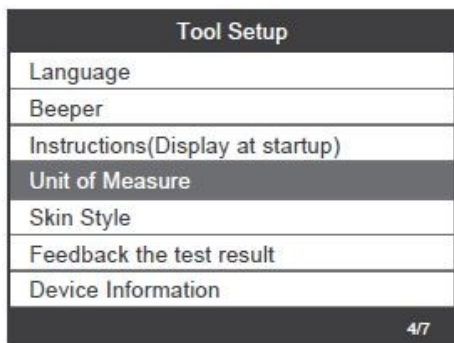 Tool Setup
Language
Beeper
Instructions(Display at startup)
Unit of Measure
Skin Style
Feedback the test result
Device Information
4/7